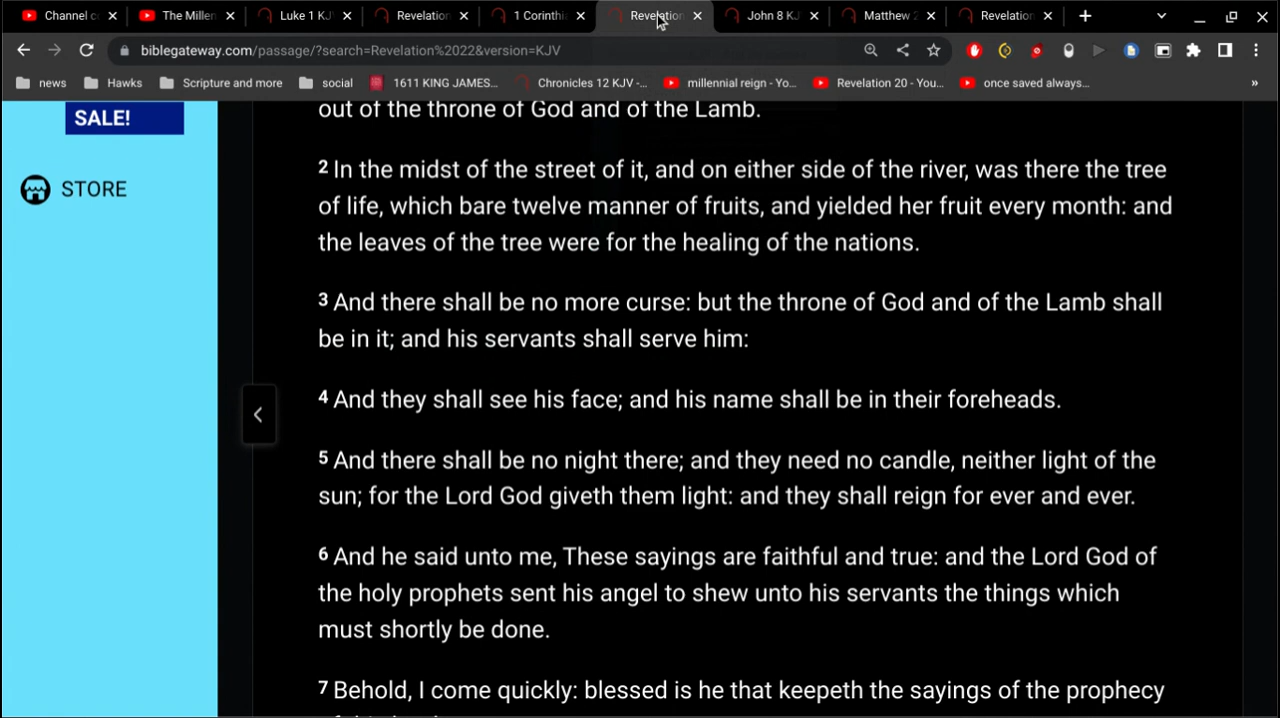 Channel c
The Millen
Luke 1 KJ
Revelation
1 Corinthi
Revelation
John 8 KJ
Matthew 2
Revelation
biblegateway.com/passage/?search=Revelation%2022&version=KJV
news
Hawks
Scripture and more
social
1611 KING JAMES...
Chronicles 12 KJV -...
millennial reign - Yo...
Revelation 20 - You...
once saved always...
»
SALE!
STORE
out of the throne of God and of the Lamb.
2 In the midst of the street of it, and on either side of the river, was there the tree
of life, which bare twelve manner of fruits, and yielded her fruit every month: and
the leaves of the tree were for the healing of the nations.
3 And there shall be no more curse: but the throne of God and of the Lamb shall
be in it; and his servants shall serve him:
4 And they shall see his face; and his name shall be in their foreheads.
5 And there shall be no night there; and they need no candle, neither light of the
sun; for the Lord God giveth them light: and they shall reign for ever and ever.
6 And he said unto me, These sayings are faithful and true: and the Lord God of
the holy prophets sent his angel to shew unto his servants the things which
must shortly be done.
7 Behold, I come quickly: blessed is he that keepeth the sayings of the prophecy